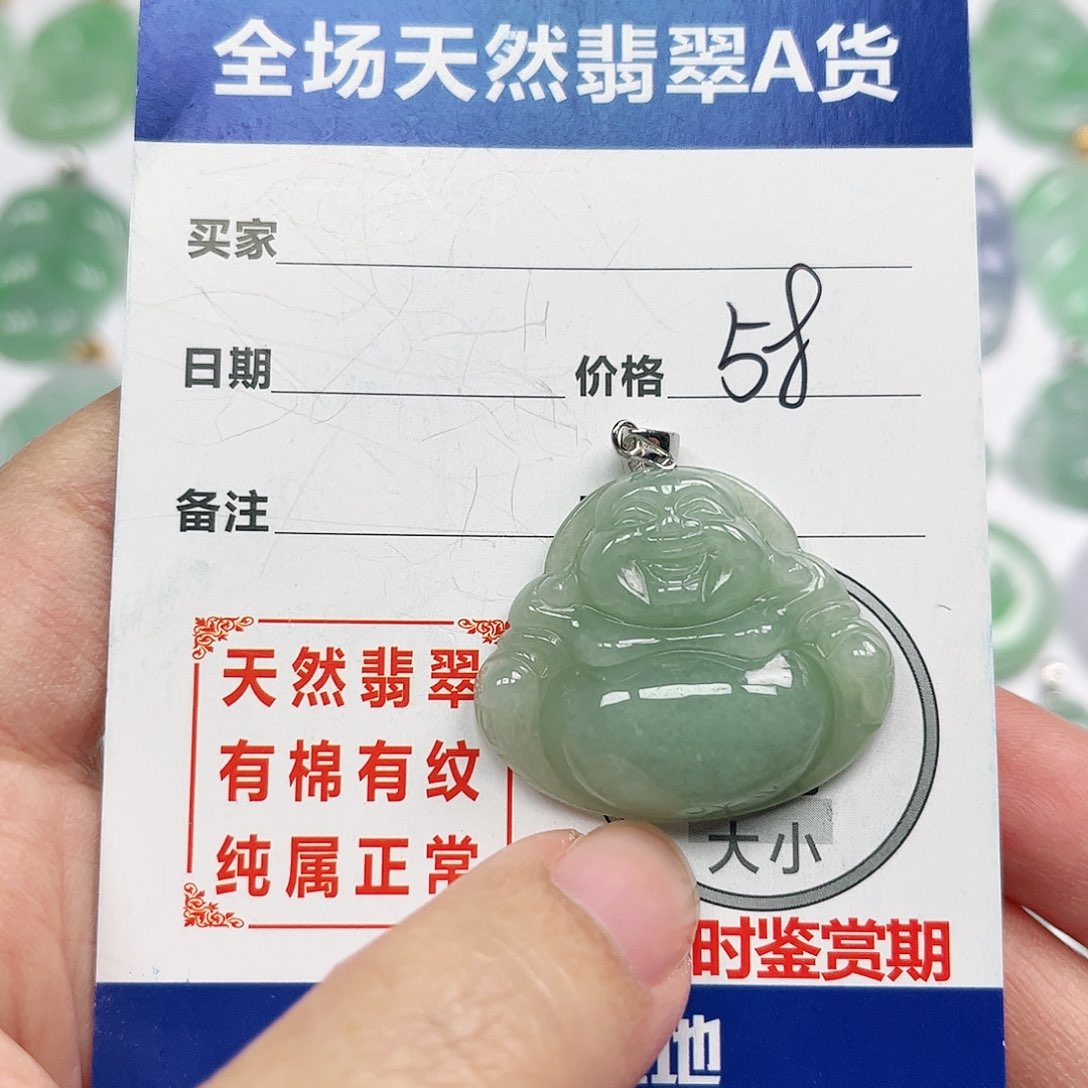 全场天然翡翠A货
买家
日期 价格 58
备注
天然翡翠
有棉有纹
纯属正常
大小
时鉴赏期
地